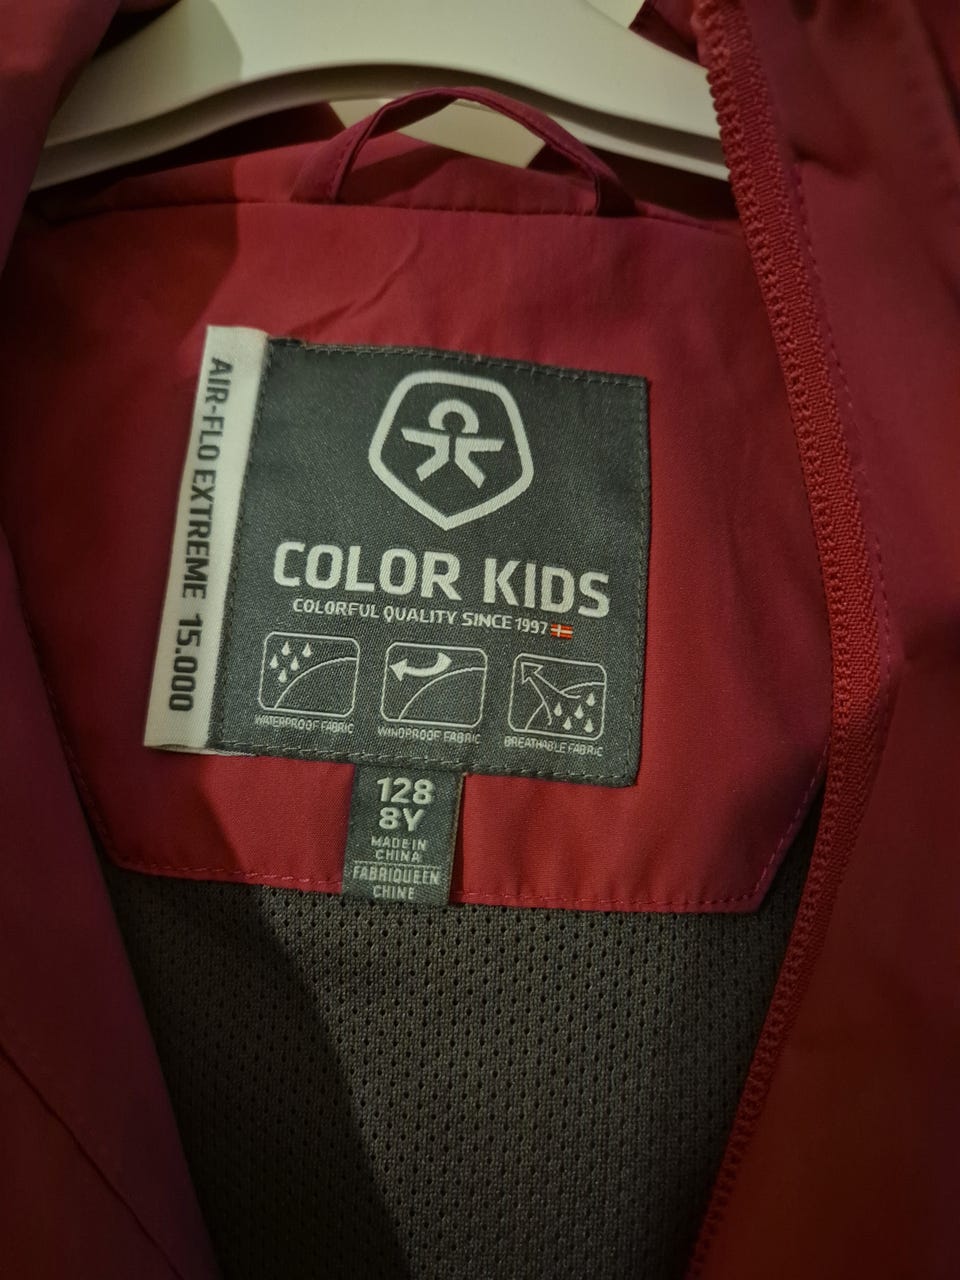 AIR-FLO EXTREME 15.000
COLOR KIDS
COLORFUL QUALITY SINCE 1997
WATERPROOF FABRIC
WINDPROOF FABRIC
BREATHABLE FABRIC
128
8Y
MADE IN
CHINA
FABRIQUEEN
CHINE